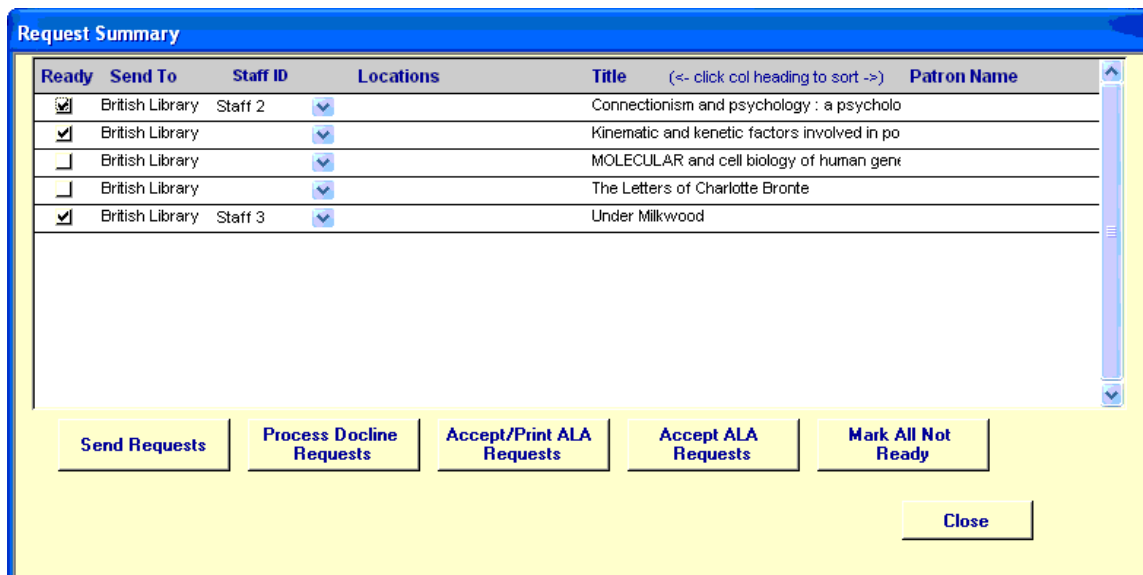 Request Summary
Ready Send To Staff ID Locations Title (<- click col heading to sort ->) Patron Name
British Library Staff 2 Connectionism and psychology : a psycholo
British Library Kinematic and kenetic factors involved in po
British Library MOLECULAR and cell biology of human gene
British Library The Letters of Charlotte Bronte
British Library Staff 3 Under Milkwood
Send Requests Process Docline Accept/Print ALA Accept ALA Mark All Not
Requests Requests Requests Ready
Close